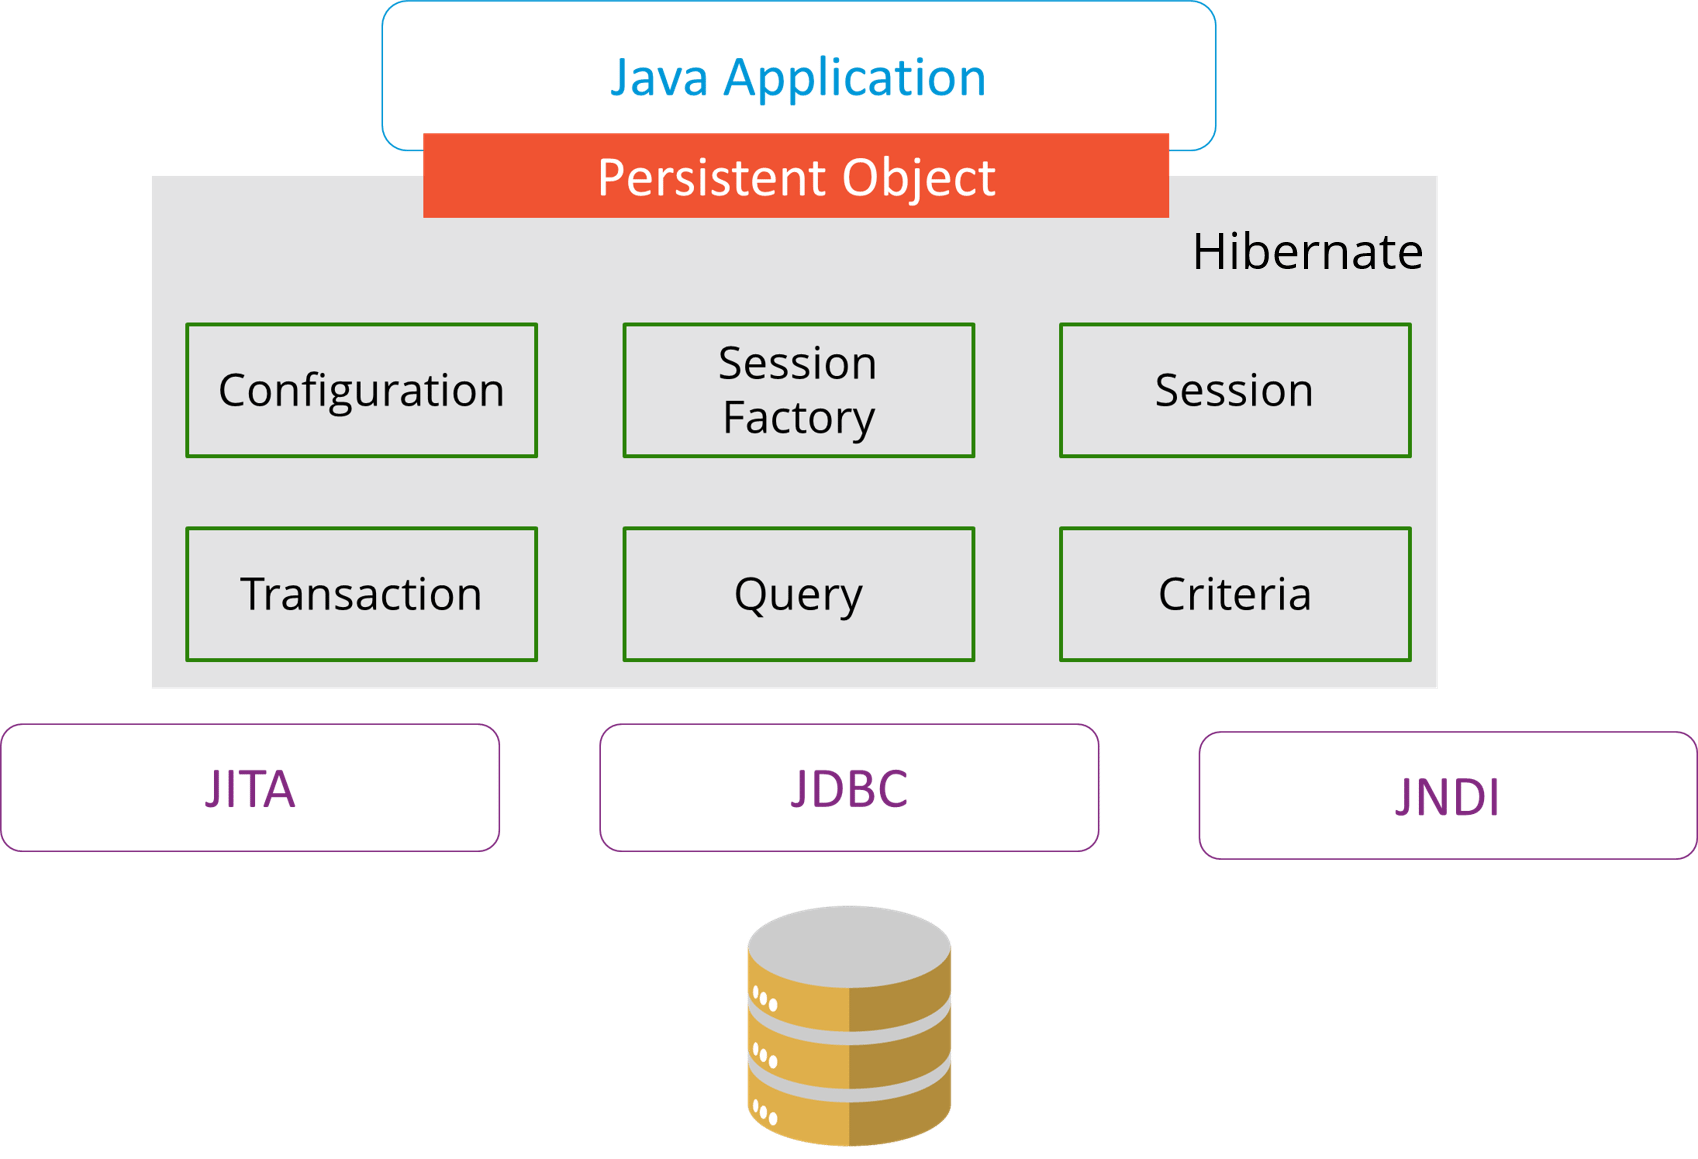 Java Application
Persistent Object
Hibernate
Configuration
Session
Factory
Session
Transaction
Query
Criteria
JITA
JDBC
JNDI